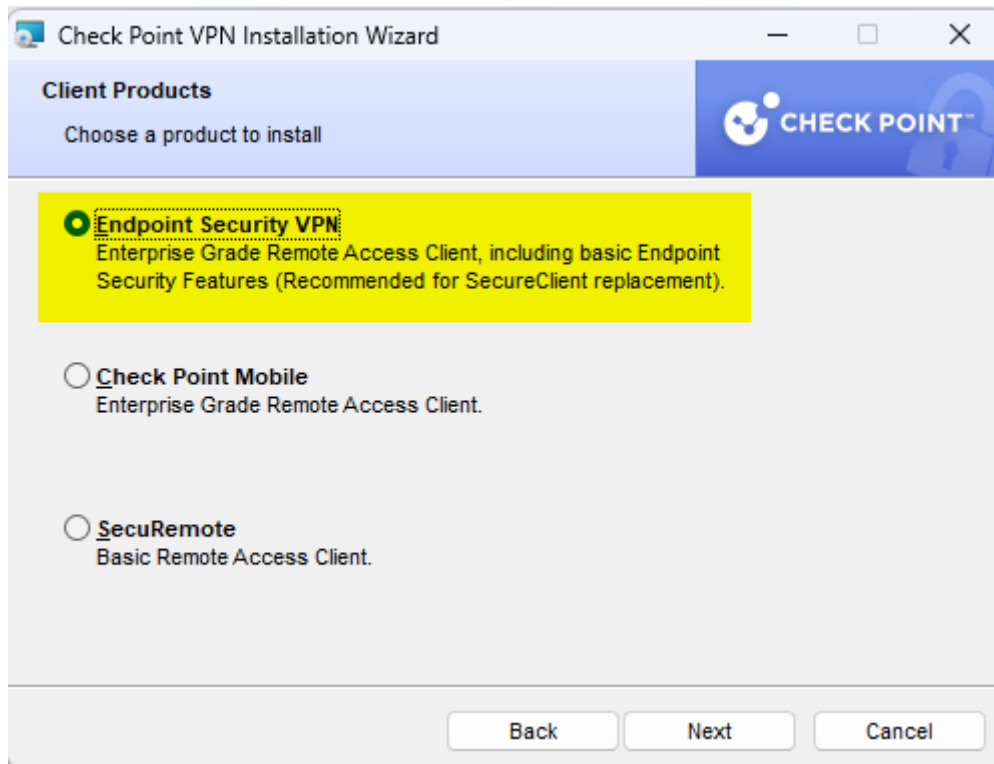 Check Point VPN Installation Wizard
Client Products
Choose a product to install
CHECK POINT™
Endpoint Security VPN
Enterprise Grade Remote Access Client, including basic Endpoint
Security Features (Recommended for SecureClient replacement).
Check Point Mobile
Enterprise Grade Remote Access Client.
SecuRemote
Basic Remote Access Client.
Back
Next
Cancel